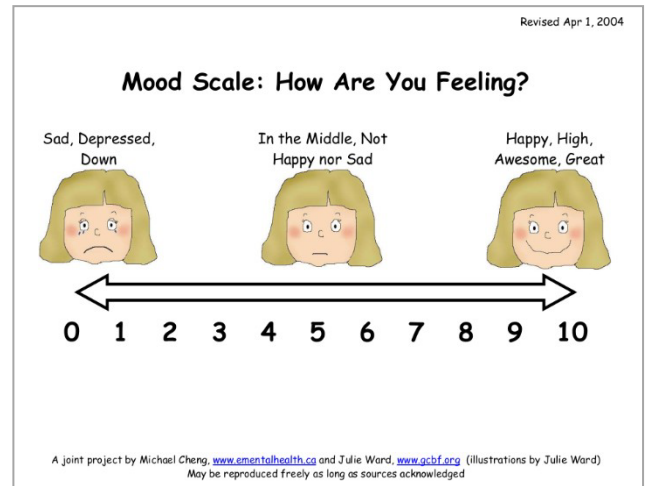 Revised Apr 1, 2004
Mood Scale: How Are You Feeling?
Sad, Depressed,
Down
In the Middle, Not
Happy nor Sad
Happy, High,
Awesome, Great
0 1 2 3 4 5 6 7 8 9 10
A joint project by Michael Cheng, www.ementalhealth.ca and Julie Ward, www.gcbf.org (illustrations by Julie Ward)
May be reproduced freely as long as sources acknowledged